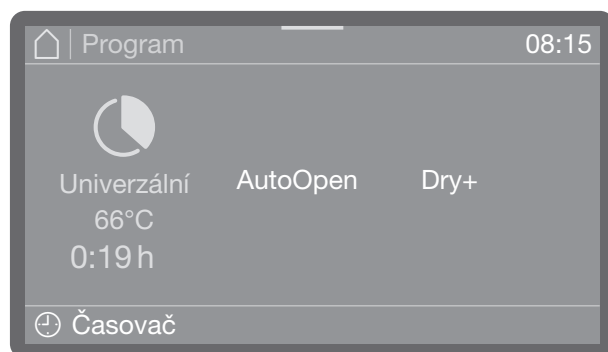 Program 08:15
Univerzální AutoOpen Dry+
66°C
0:19 h
Časovač